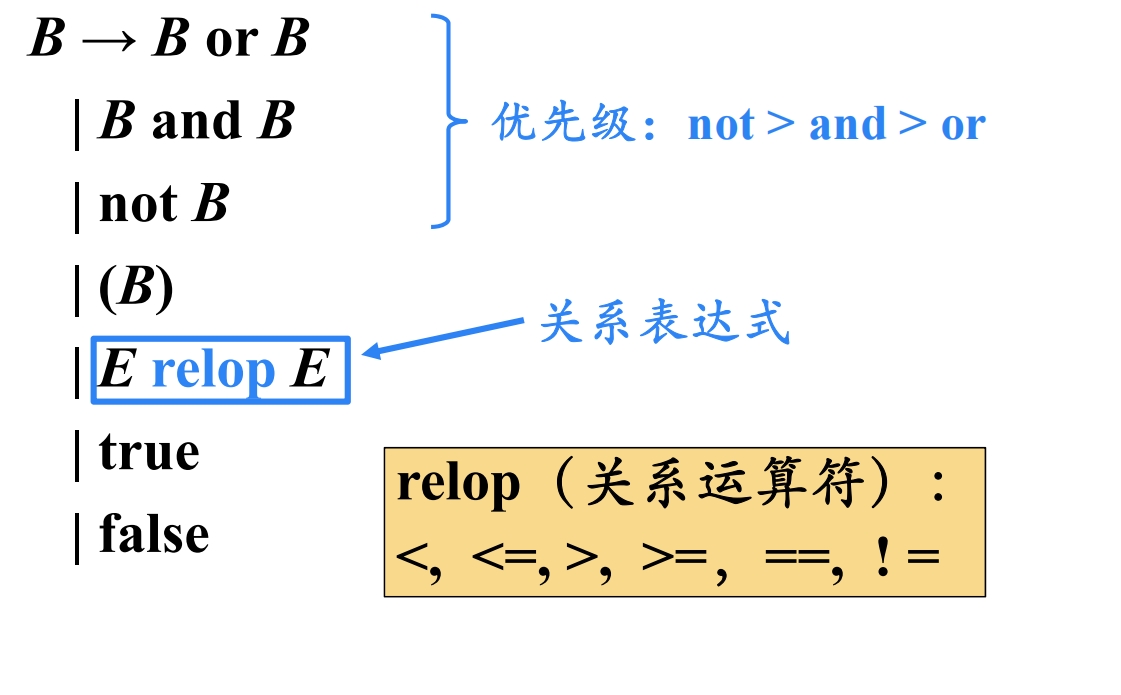 B → B or B
| B and B
优先级：not > and > or
| not B
| (B)
关系表达式
| E relop E
| true
relop（关系运算符）:
| false
<, <=, >, >=, ==, ! =